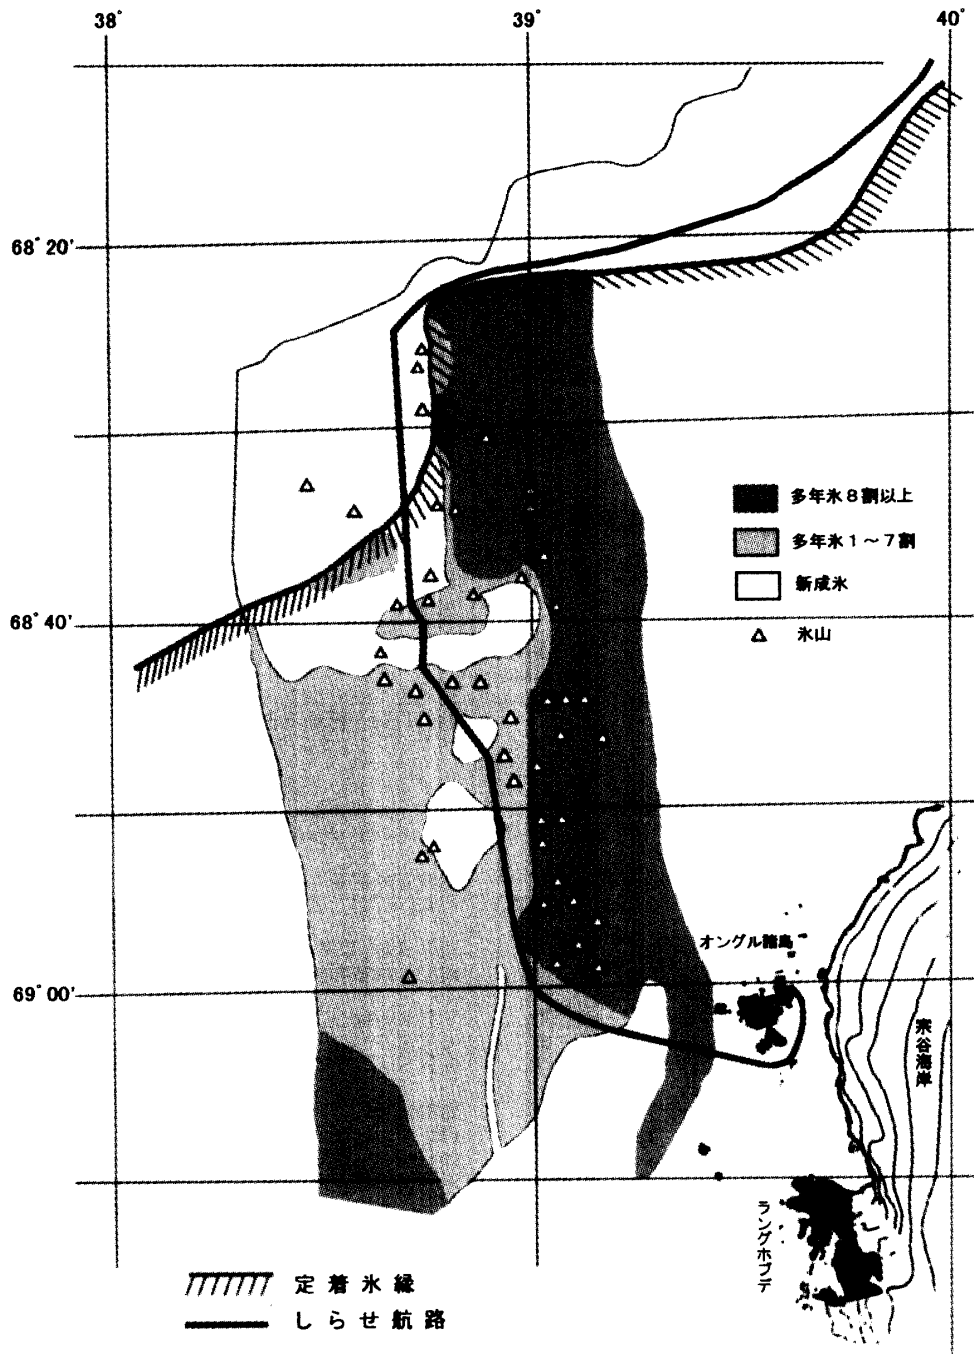 38°
39°
40°
68° 20'
多年氷8割以上
多年氷1～7割
新成氷
氷山
68° 40'
オングル諸島
69° 00'
宗谷海岸
ラングホブデ
定着氷縁
しらせ航路